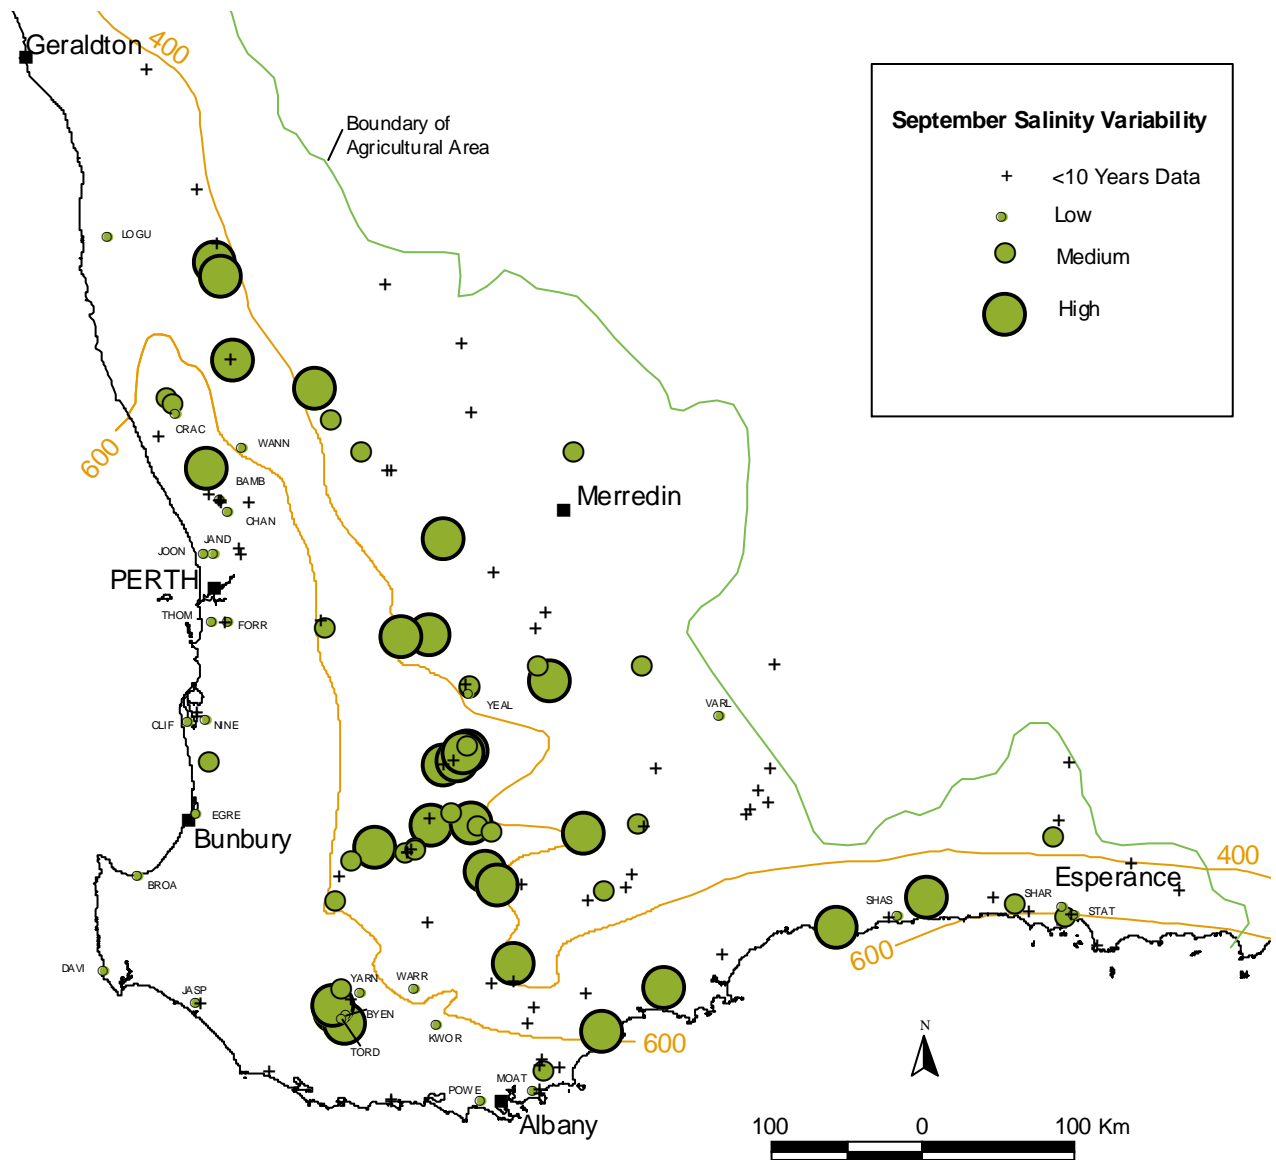 Geraldton
400
Boundary of
Agricultural Area
September Salinity Variability
<10 Years Data
Low
Medium
High
LOGU
CRAC
600
WANN
BAMB
CHAN
Merredin
JAND
JOON
PERTH
THOM
FORR
YEAL
VARL
CLIF
NINE
EGRE
Bunbury
BROA
400
Esperance
SHAS
SHAR
STAT
600
DAVI
JASP
YARN
WARR
BYEN
KWOR
TORD
600
N
MOAT
POWE
Albany
100
0
100 Km